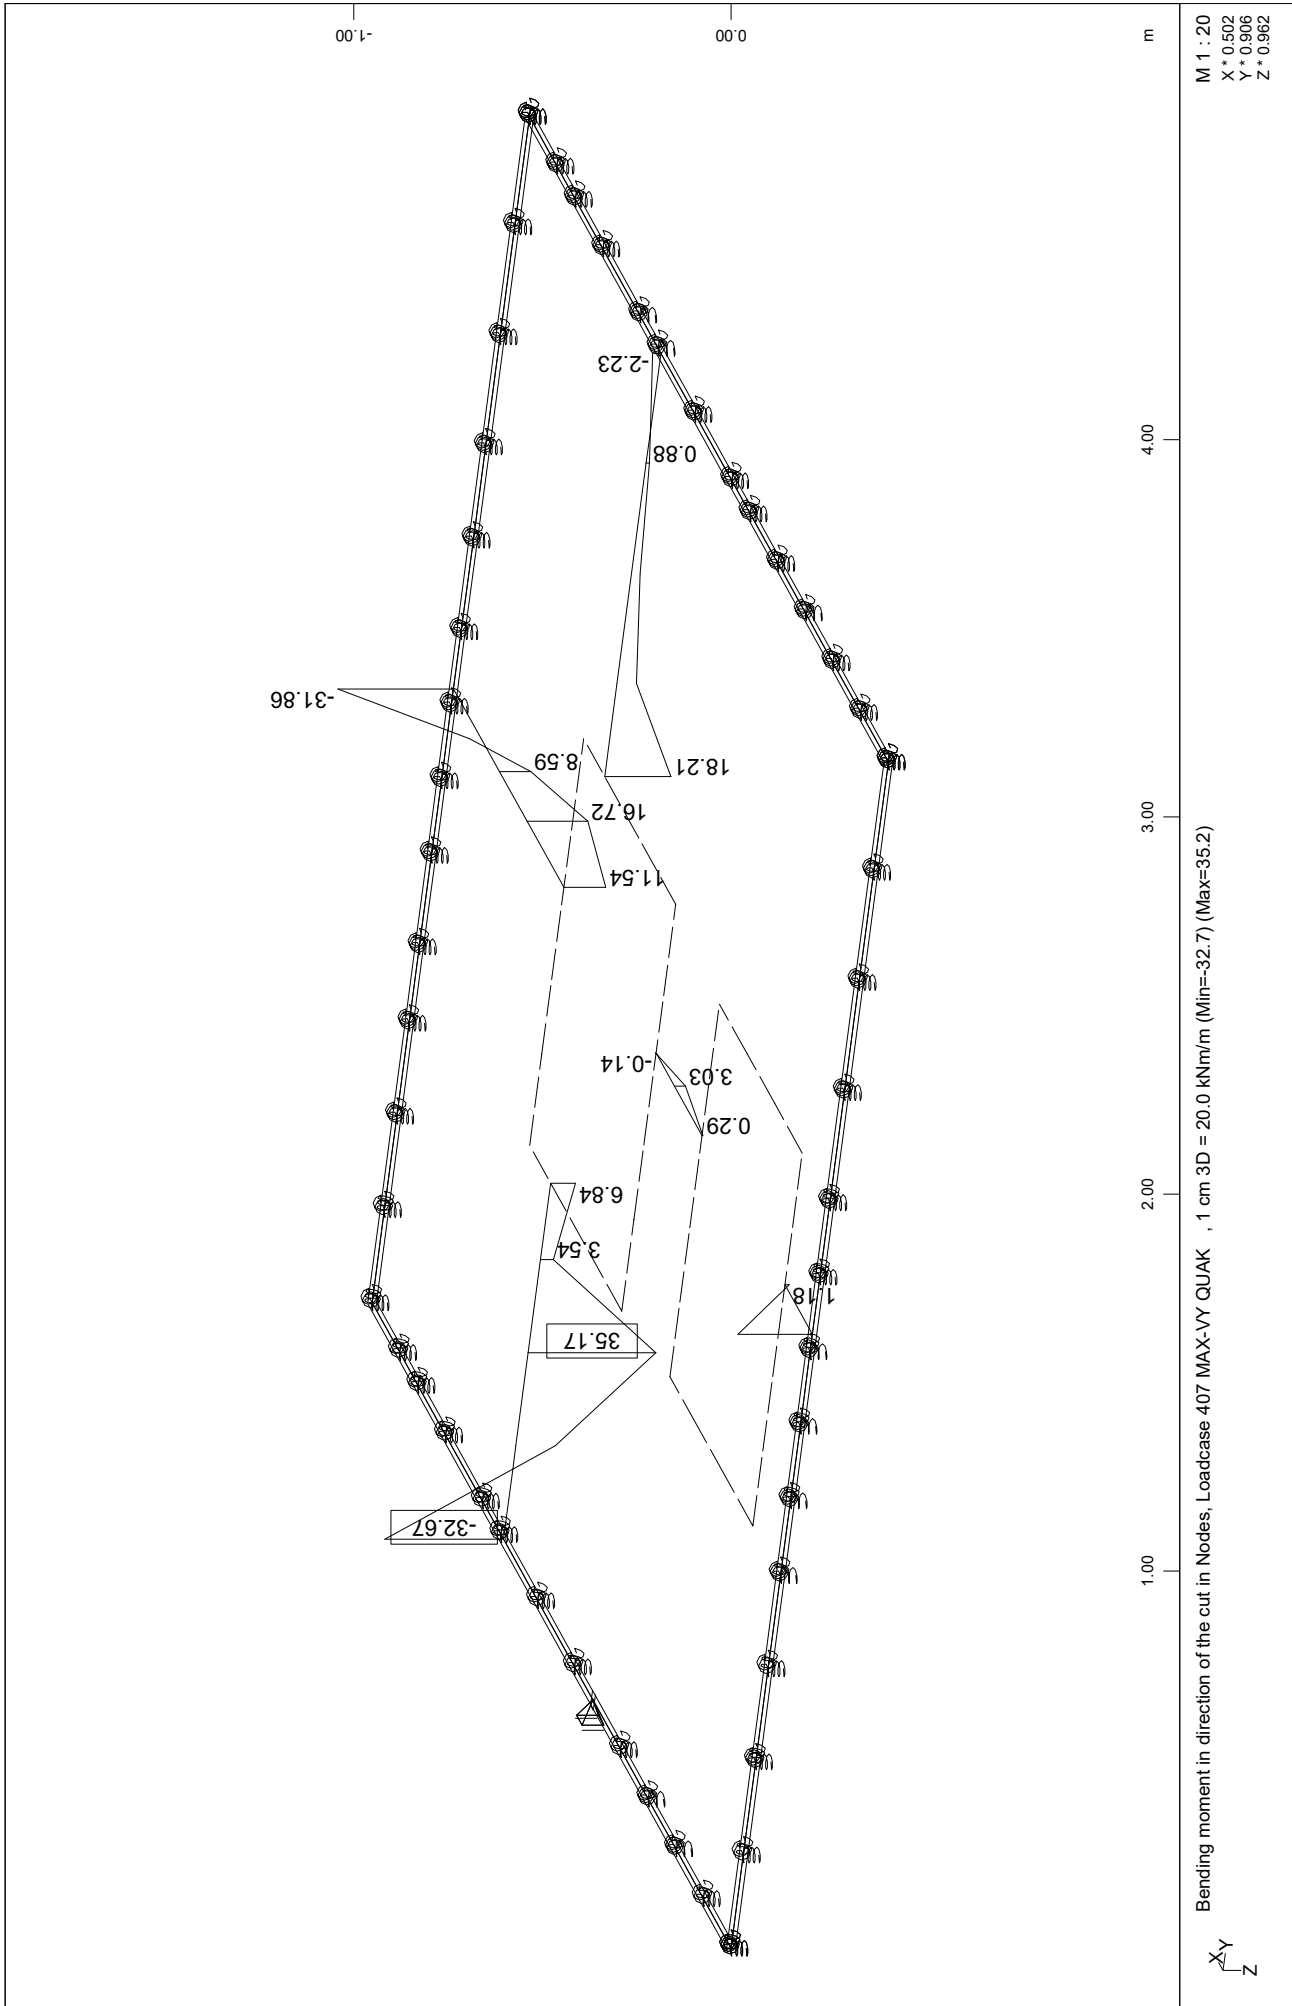 -1.00
0.00
m
M 1 : 20
X * 0.502
Y * 0.906
Z * 0.962
-2.23
0.88
4.00
-31.86
8.59
18.21
16.72
3.00
11.54
-0.14
3.03
0.29
6.84
2.00
3.54
1.18
35.17
-32.67
1.00
Bending moment in direction of the cut in Nodes, Loadcase 407 MAX-VY QUAK , 1 cm 3D = 20.0 kNm/m (Min=-32.7) (Max=35.2)
X
Y
Z